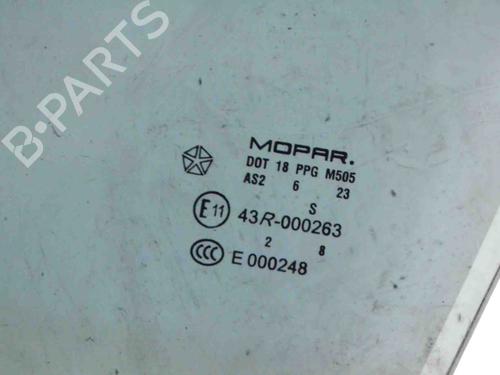 B-PARTS
MOPAR.
DOT 18 PPG M505
AS2 6 23
S
E11 43R-000263
2 8
CCC E 000248